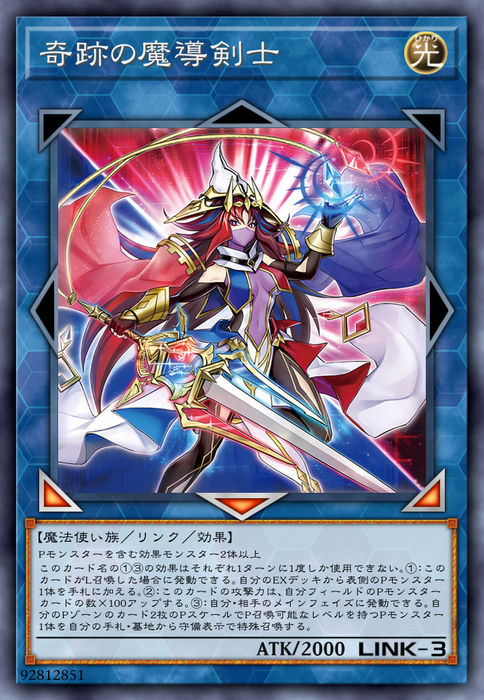 奇跡の魔導剣士
ひかり
光
【魔法使い族／リンク／効果】
Pモンスターを含む効果モンスター2体以上
このカード名の①③の効果はそれぞれ1ターンに1度しか使用できない。①：こ
のカードがL召喚した場合に発動できる。自分のEXデッキから表側のPモンスター
1体を手札に加える。②：このカードの攻撃力は、自分フィールドのPモンスター
カードの数×100アップする。③：自分・相手のメインフェイズに発動できる。自
分のPゾーンのカード2枚のPスケールでP召喚可能なレベルを持つPモンスター
1体を自分の手札・墓地から守備表示で特殊召喚する。
ATK/2000 LINK-3
92812851